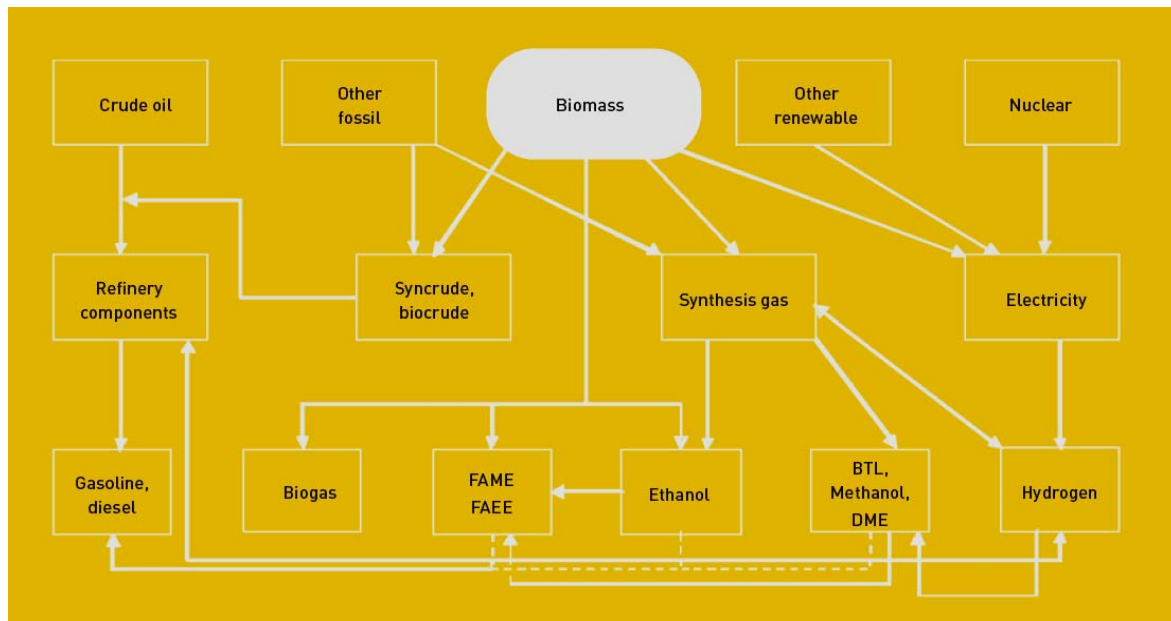 Crude oil
Other
fossil
Biomass
Other
renewable
Nuclear
Refinery
components
Syncrude,
biocrude
Synthesis gas
Electricity
Gasoline,
diesel
Biogas
FAME
FAEE
Ethanol
BTL,
Methanol,
DME
Hydrogen